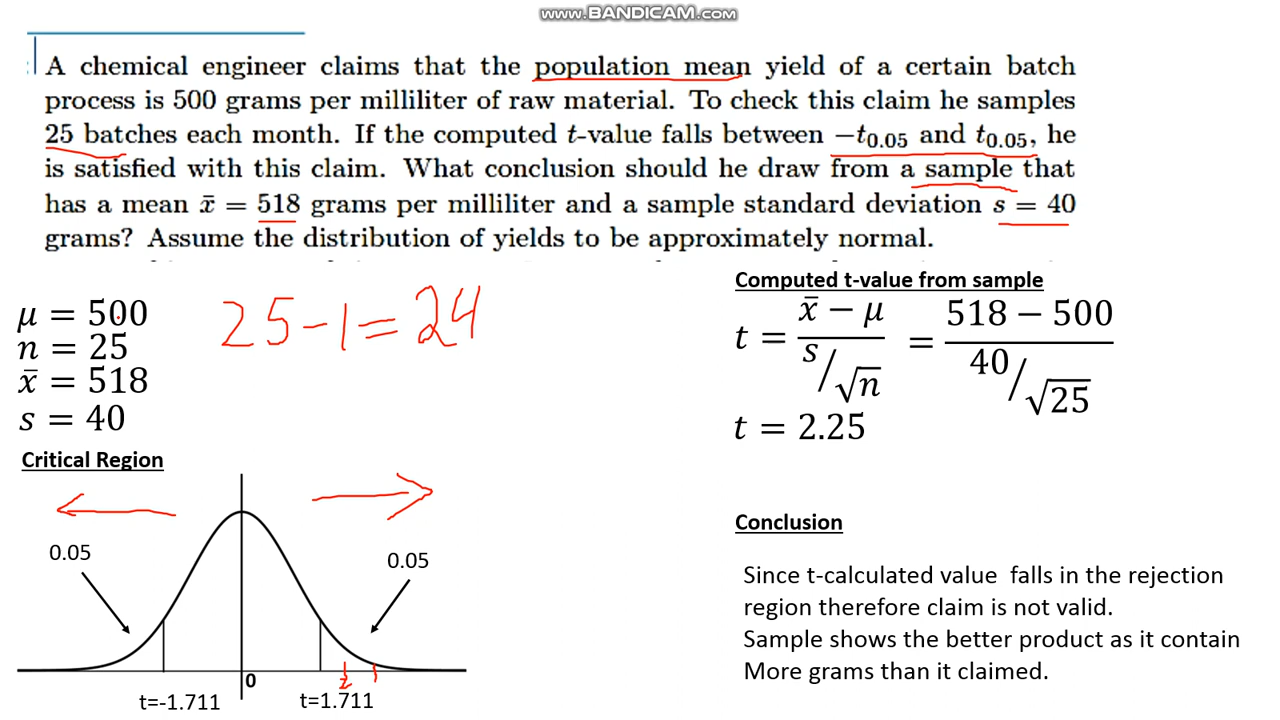 www.BANDICAM.com
A chemical engineer claims that the population mean yield of a certain batch
process is 500 grams per milliliter of raw material. To check this claim he samples
25 batches each month. If the computed t-value falls between −t0.05 and t0.05, he
is satisfied with this claim. What conclusion should he draw from a sample that
has a mean x̄ = 518 grams per milliliter and a sample standard deviation s = 40
grams? Assume the distribution of yields to be approximately normal.
μ = 500
n = 25
x̄ = 518
s = 40
25-1=24
Computed t-value from sample
t = (x̄ − μ)/(s/√n) = (518 − 500)/(40/√25)
t = 2.25
Critical Region
0.05
0.05
0
t=-1.711
t=1.711
2
Conclusion
Since t-calculated value falls in the rejection
region therefore claim is not valid.
Sample shows the better product as it contain
More grams than it claimed.